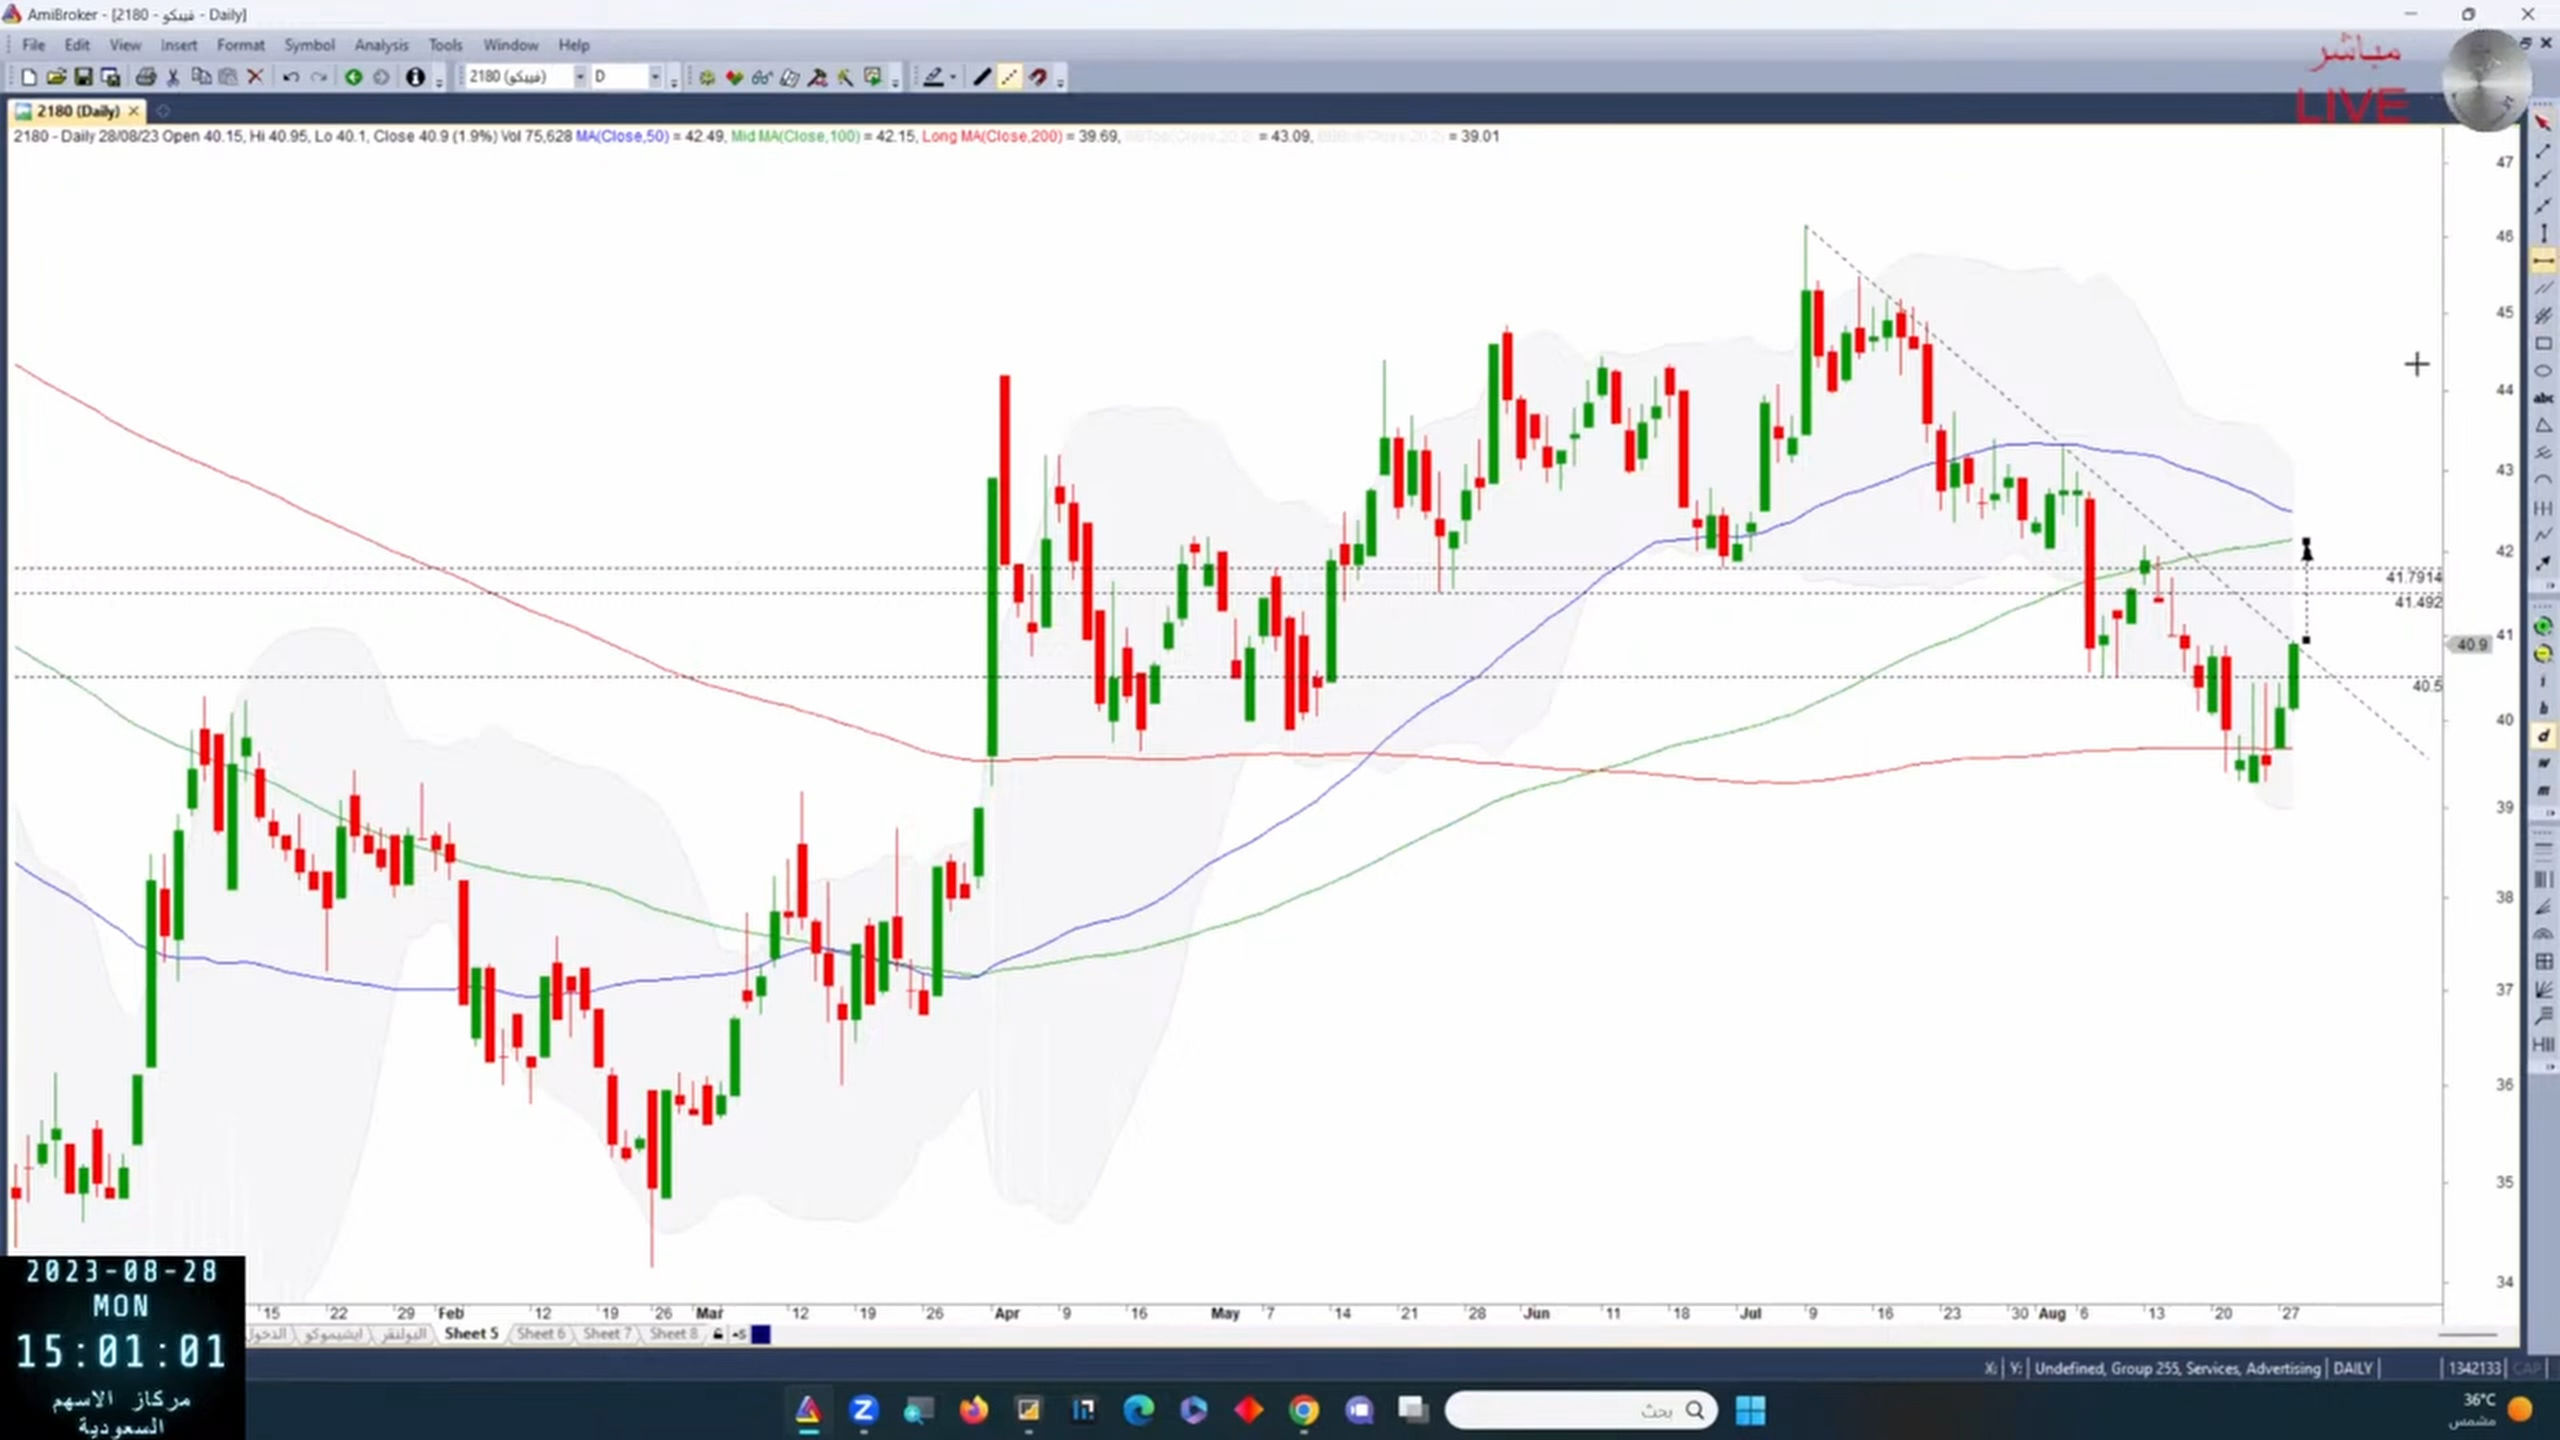 AmiBroker - [2180 - فيبكو - Daily]
File Edit View Insert Format Symbol Analysis Tools Window Help
مباشر
LIVE
2180 (فيبكو) D
2180 (Daily)
2180 - Daily 28/08/23 Open 40.15, Hi 40.95, Lo 40.1, Close 40.9 (1.9%) Vol 75,628 MA(Close,50) = 42.49, Mid MA(Close,100) = 42.15, Long MA(Close,200) = 39.69, = 43.09, = 39.01
47
46
45
44
43
42
41.7914
41.492
41
40.9
40.5
40
39
38
37
36
35
34
abc
i
b
d
w
m
15 22 29 Feb 12 19 26 Mar 12 19 26 Apr 9 16 May 7 14 21 28 Jun 11 18 Jul 9 16 23 30 Aug 6 13 20 27
الدخول ايشيموكو البولنقر Sheet 5 Sheet 6 Sheet 7 Sheet 8
X: Y: Undefined, Group 255, Services, Advertising DAILY 1342133 CAP
2023-08-28
MON
15:01:01
مركاز الاسهم
السعودية
بحث
36°C
مشمس